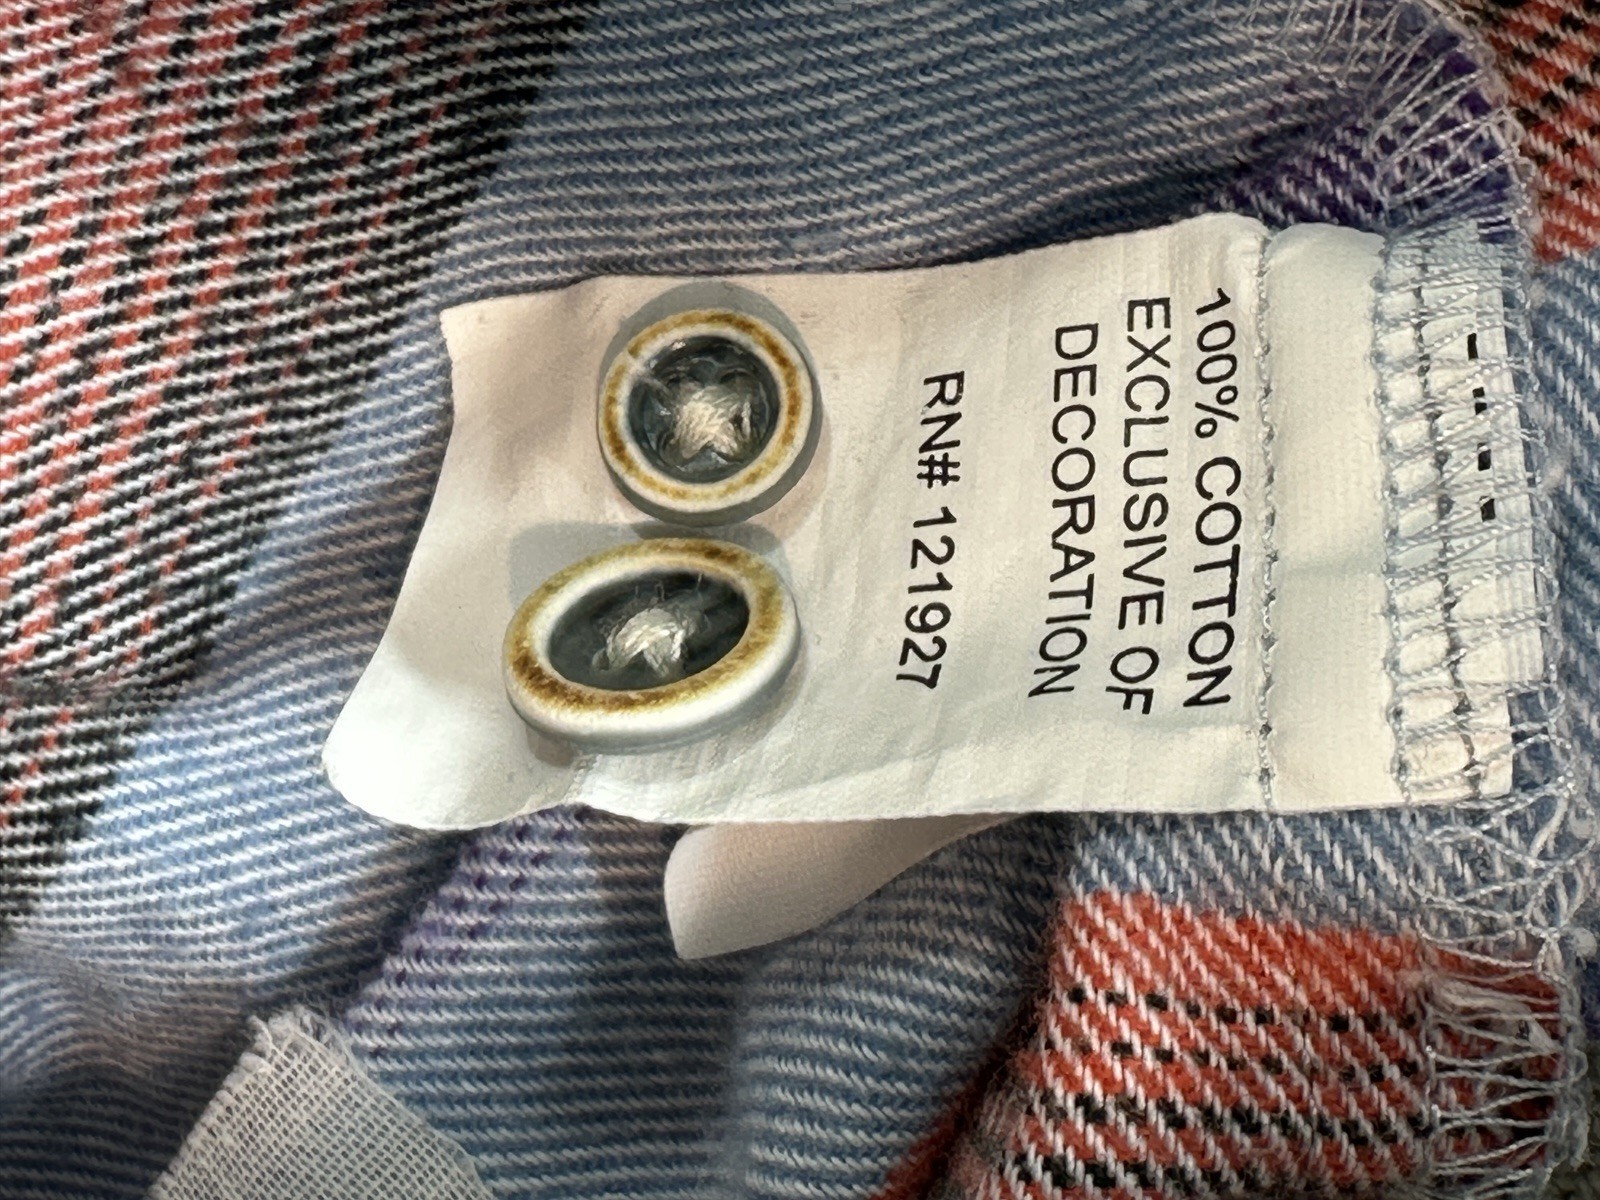 100% COTTON
EXCLUSIVE OF
DECORATION
RN# 121927